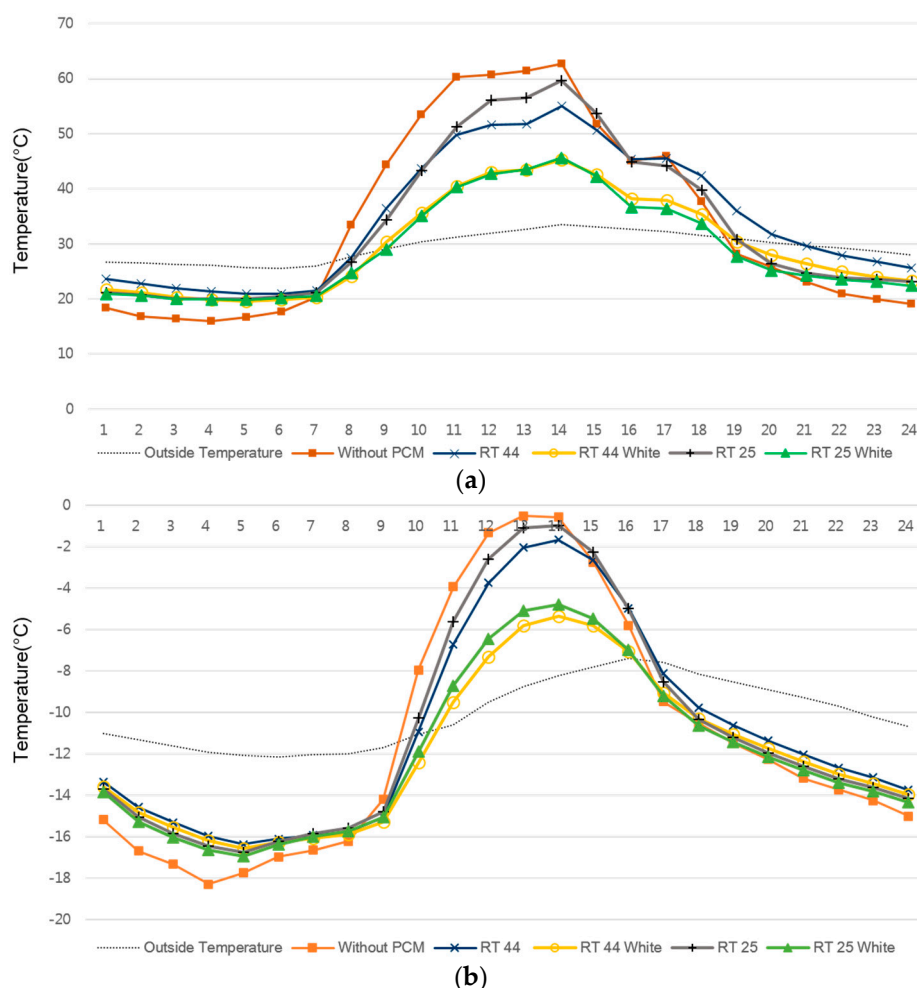 70
60
50
40
30
20
10
0
Temperature(°C)
1 2 3 4 5 6 7 8 9 10 11 12 13 14 15 16 17 18 19 20 21 22 23 24
Outside Temperature Without PCM RT 44 RT 44 White RT 25 RT 25 White
(a)
0
1 2 3 4 5 6 7 8 9 10 11 12 13 14 15 16 17 18 19 20 21 22 23 24
-2
-4
-6
-8
-10
-12
-14
-16
-18
-20
Temperature(°C)
Outside Temperature Without PCM RT 44 RT 44 White RT 25 RT 25 White
(b)